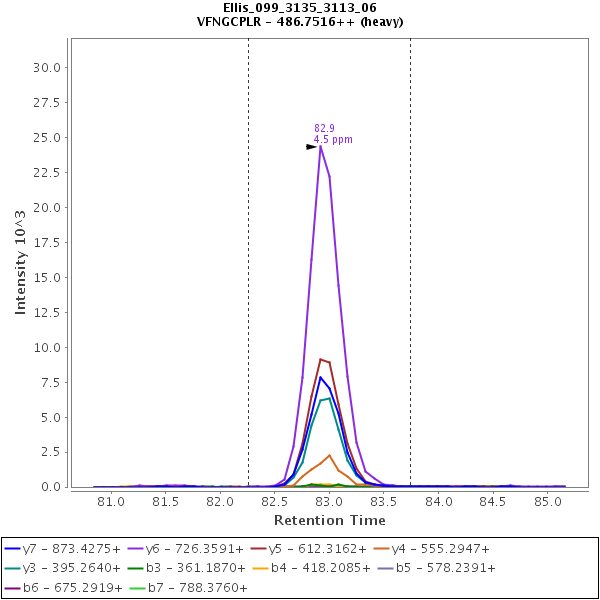 Ellis_099_3135_3113_06
VFNGCPLR - 486.7516++ (heavy)
Intensity 10^3
30.0
27.5
25.0
22.5
20.0
17.5
15.0
12.5
10.0
7.5
5.0
2.5
0.0
82.9
4.5 ppm
81.0 81.5 82.0 82.5 83.0 83.5 84.0 84.5 85.0
Retention Time
y7 - 873.4275+ y6 - 726.3591+ y5 - 612.3162+ y4 - 555.2947+
y3 - 395.2640+ b3 - 361.1870+ b4 - 418.2085+ b5 - 578.2391+
b6 - 675.2919+ b7 - 788.3760+